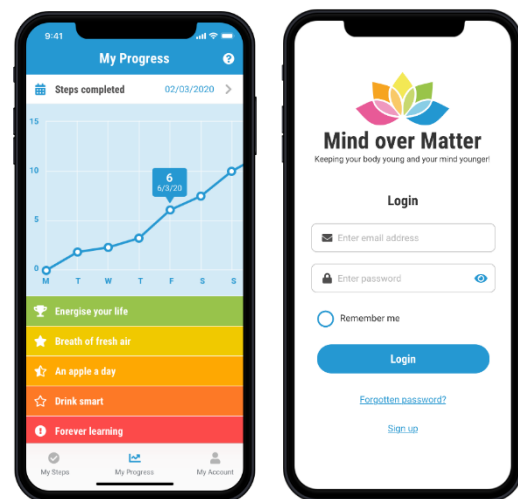 9:41
My Progress
?
Steps completed 02/03/2020
15
10
5
0
6
6/3/20
M T W T F S S
Energise your life
Breath of fresh air
An apple a day
Drink smart
Forever learning
My Steps My Progress My Account
Mind over Matter
Keeping your body young and your mind younger!
Login
Enter email address
Enter password
Remember me
Login
Forgotten password?
Sign up